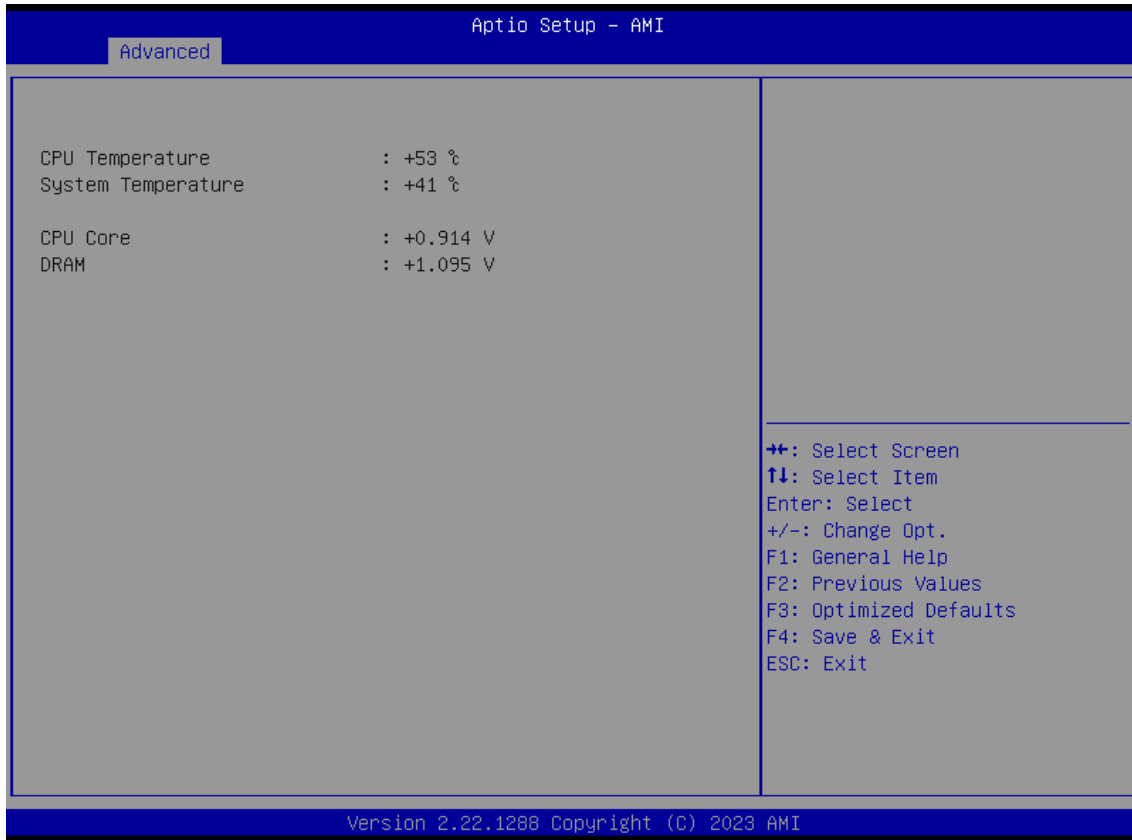 Aptio Setup – AMI
Advanced
CPU Temperature : +53 ℃
System Temperature : +41 ℃
CPU Core : +0.914 V
DRAM : +1.095 V
→←: Select Screen
↑↓: Select Item
Enter: Select
+/-: Change Opt.
F1: General Help
F2: Previous Values
F3: Optimized Defaults
F4: Save & Exit
ESC: Exit
Version 2.22.1288 Copyright (C) 2023 AMI